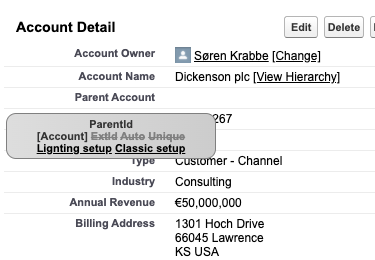 Account Detail
Edit
Delete
Account Owner
Søren Krabbe [Change]
Account Name
Dickenson plc [View Hierarchy]
Parent Account
ParentId
267
[Account] ExtId Auto Unique
Lignting setup Classic setup
Type
Customer - Channel
Industry
Consulting
Annual Revenue
€50,000,000
Billing Address
1301 Hoch Drive
66045 Lawrence
KS USA